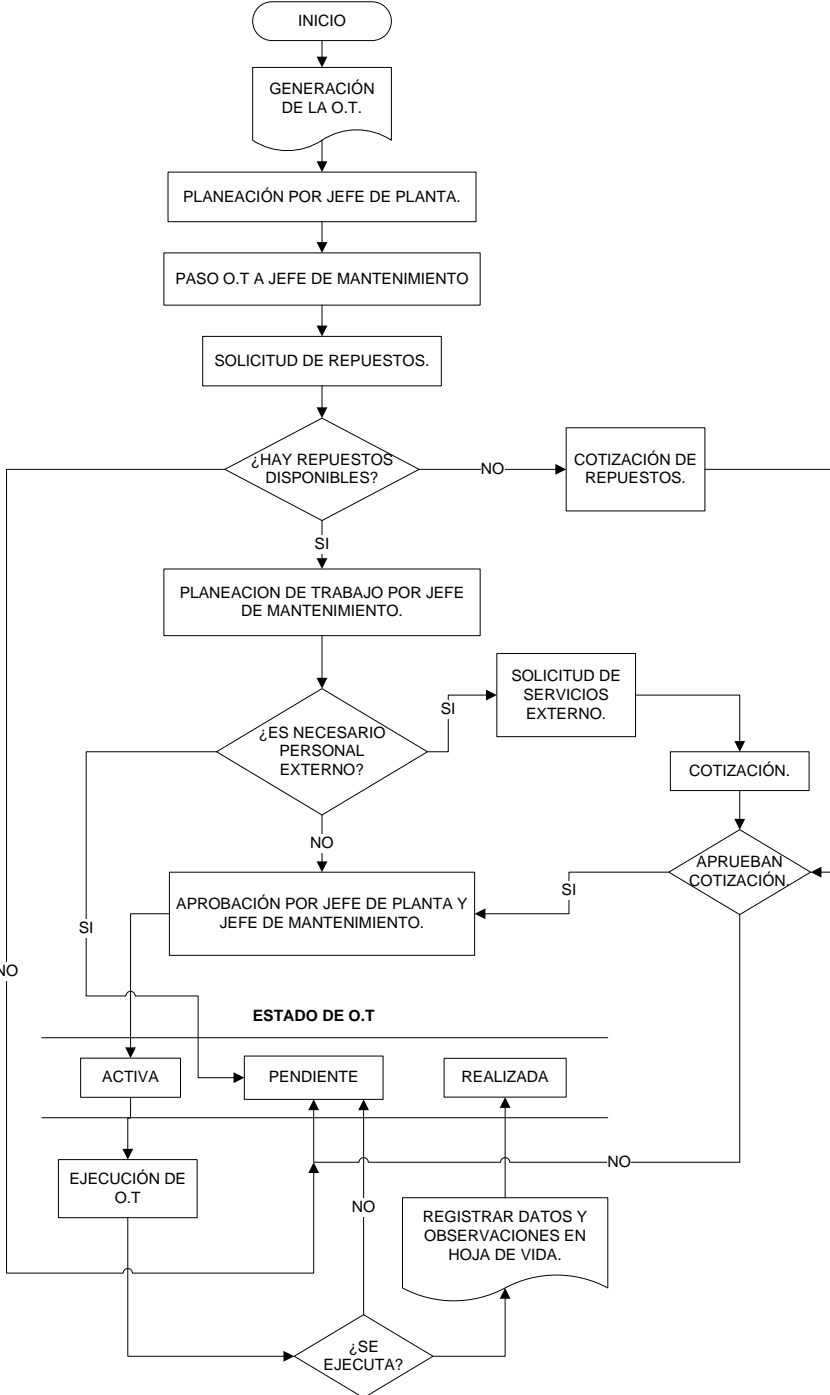 INICIO
GENERACIÓN
DE LA O.T.
PLANEACIÓN POR JEFE DE PLANTA.
PASO O.T A JEFE DE MANTENIMIENTO
SOLICITUD DE REPUESTOS.
¿HAY REPUESTOS
DISPONIBLES?
NO
COTIZACIÓN DE
REPUESTOS.
SI
PLANEACION DE TRABAJO POR JEFE
DE MANTENIMIENTO.
SOLICITUD DE
SERVICIOS
EXTERNO.
SI
¿ES NECESARIO
PERSONAL
EXTERNO?
COTIZACIÓN.
NO
APRUEBAN
COTIZACIÓN.
SI
APROBACIÓN POR JEFE DE PLANTA Y
JEFE DE MANTENIMIENTO.
SI
NO
ESTADO DE O.T
ACTIVA
PENDIENTE
REALIZADA
NO
EJECUCIÓN DE
O.T
NO
REGISTRAR DATOS Y
OBSERVACIONES EN
HOJA DE VIDA.
¿SE
EJECUTA?